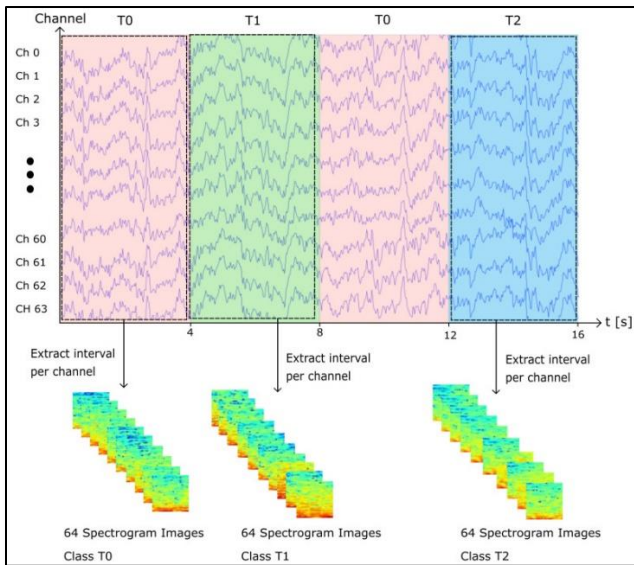 Channel T0 T1 T0 T2
Ch 0
Ch 1
Ch 2
Ch 3
Ch 60
Ch 61
Ch 62
CH 63
t [s]
4 8 12 16
Extract interval
per channel
Extract interval
per channel
Extract interval
per channel
64 Spectrogram Images
Class T0
64 Spectrogram Images
Class T1
64 Spectrogram Images
Class T2